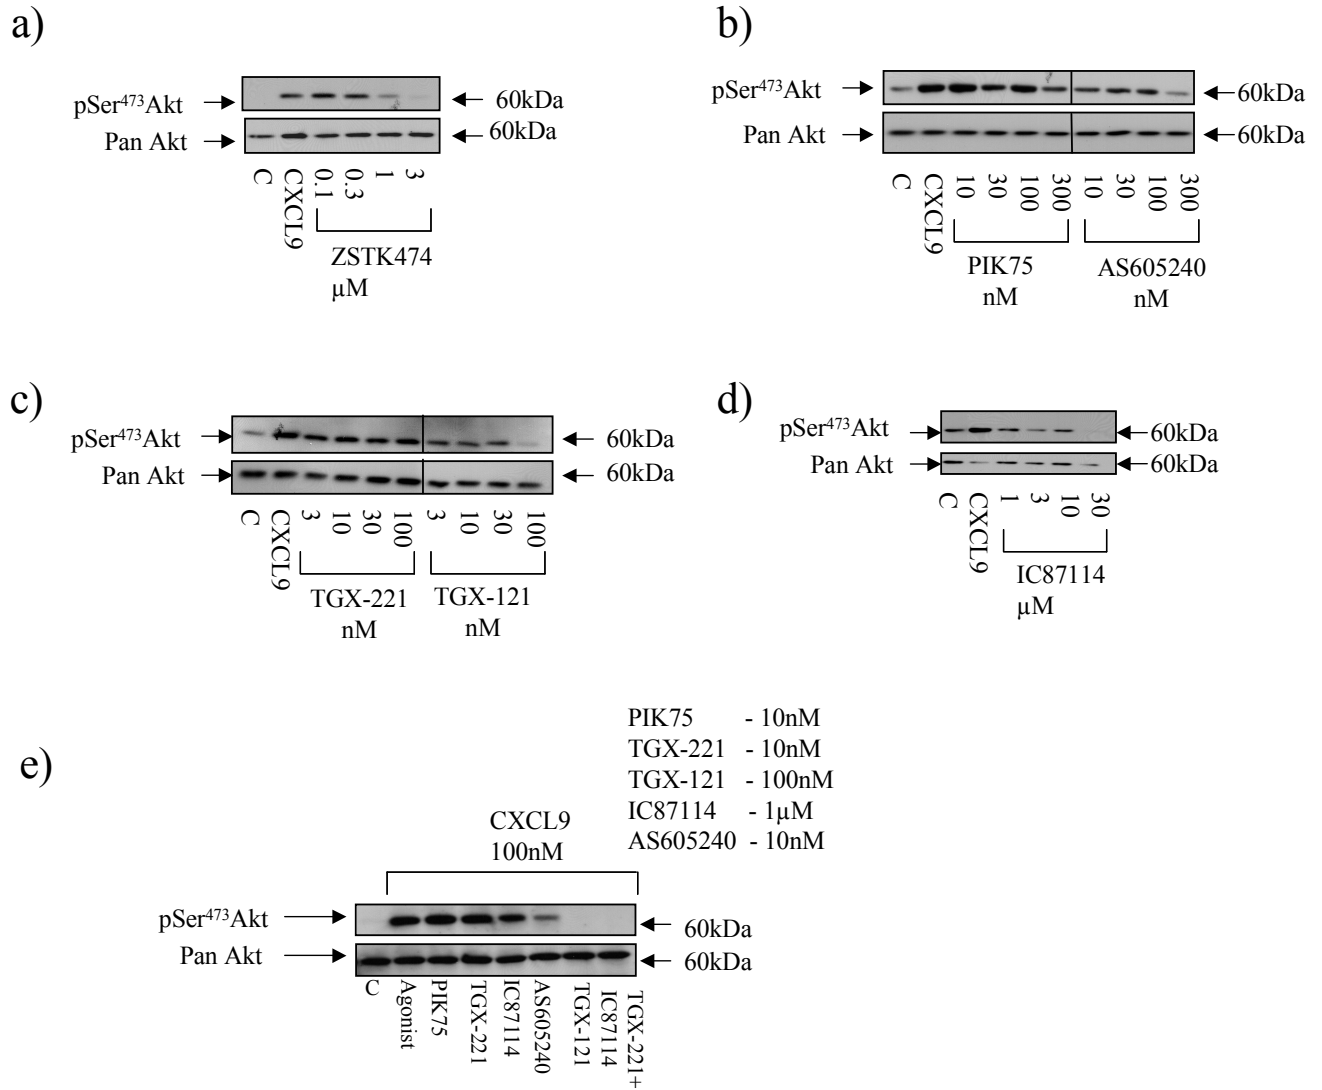 a)
pSer473Akt
60kDa
Pan Akt
60kDa
C
CXCL9
0.1
0.3
1
3
ZSTK474
µM
b)
pSer473Akt
60kDa
Pan Akt
60kDa
C
CXCL9
10
30
100
300
10
30
100
300
PIK75
nM
AS605240
nM
c)
pSer473Akt
60kDa
Pan Akt
60kDa
C
CXCL9
3
10
30
100
3
10
30
100
TGX-221
nM
TGX-121
nM
d)
pSer473Akt
60kDa
Pan Akt
60kDa
C
CXCL9
1
3
10
30
IC87114
µM
e)
PIK75 - 10nM
TGX-221 - 10nM
TGX-121 - 100nM
IC87114 - 1µM
AS605240 - 10nM
CXCL9
100nM
pSer473Akt
60kDa
Pan Akt
60kDa
C
Agonist
PIK75
TGX-221
IC87114
AS605240
TGX-121
IC87114
TGX-221+